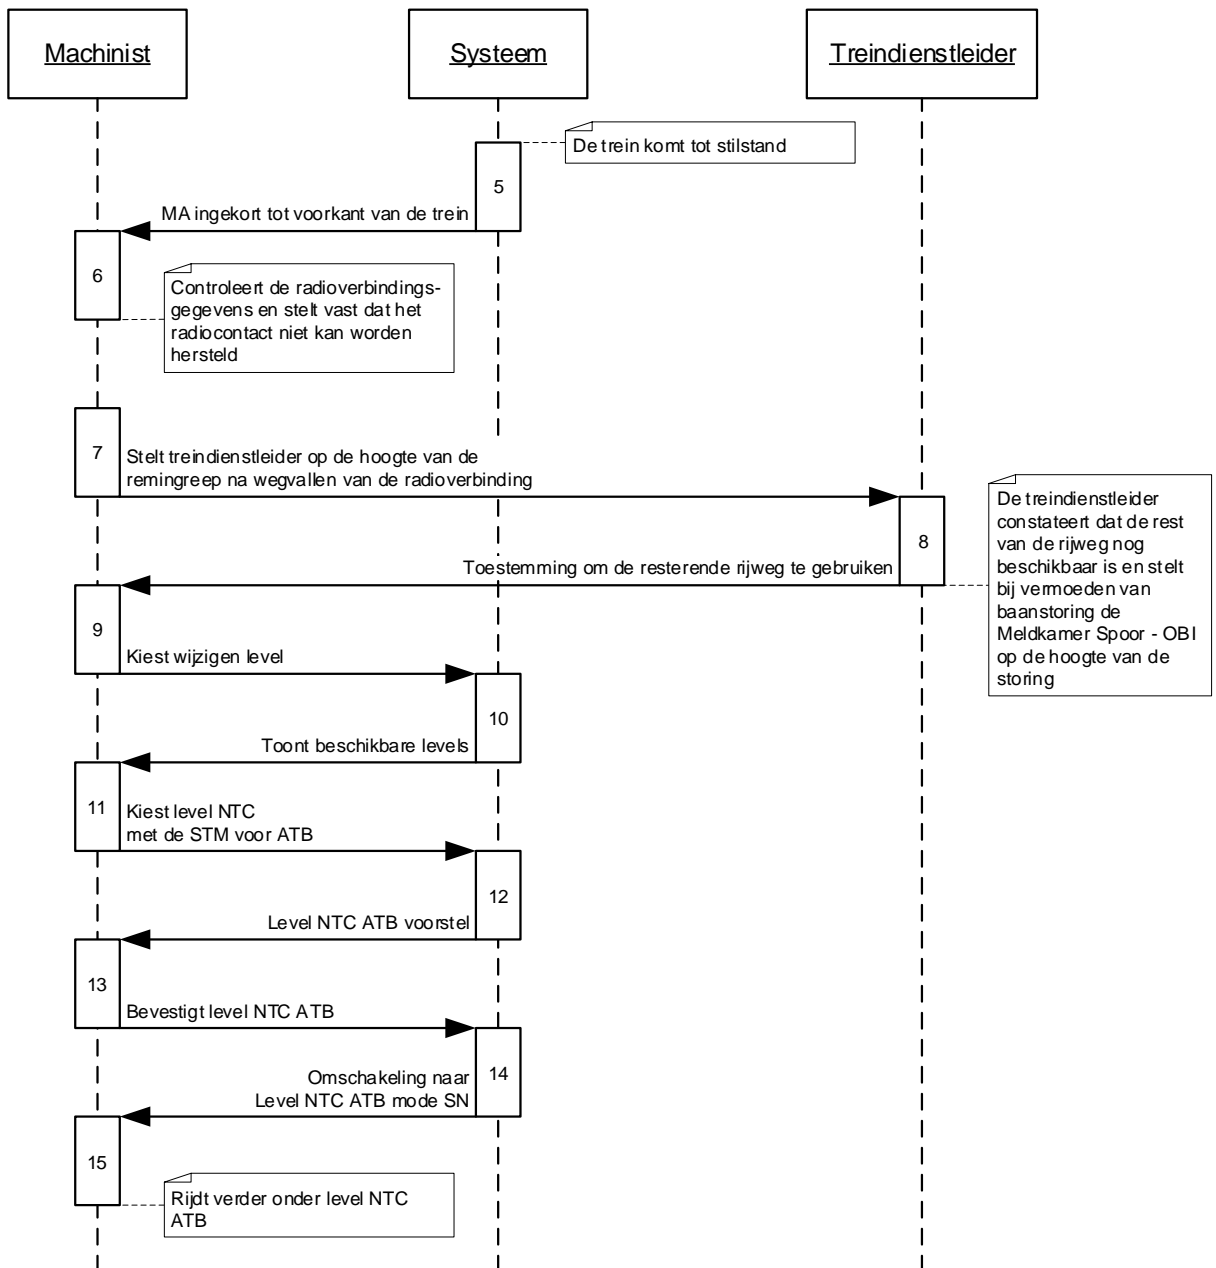 Machinist
Systeem
Treindienstleider
De trein komt tot stilstand
5
MA ingekort tot voorkant van de trein
6
Controleert de radioverbindings-
gegevens en stelt vast dat het
radiocontact niet kan worden
hersteld
7
Stelt treindienstleider op de hoogte van de
remingreep na wegvallen van de radioverbinding
De treindienstleider
constateert dat de rest
van de rijweg nog
beschikbaar is en stelt
bij vermoeden van
baanstoring de
Meldkamer Spoor - OBI
op de hoogte van de
storing
8
Toestemming om de resterende rijweg te gebruiken
9
Kiest wijzigen level
10
Toont beschikbare levels
11
Kiest level NTC
met de STM voor ATB
12
Level NTC ATB voorstel
13
Bevestigt level NTC ATB
14
Omschakeling naar
Level NTC ATB mode SN
15
Rijdt verder onder level NTC
ATB